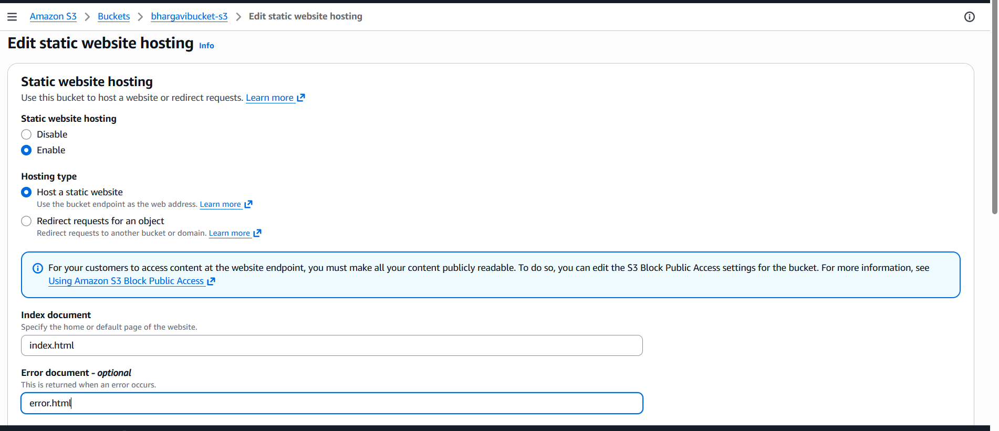 Amazon S3 > Buckets > bhargavibucket-s3 > Edit static website hosting
Edit static website hosting Info
Static website hosting
Use this bucket to host a website or redirect requests. Learn more
Static website hosting
Disable
Enable
Hosting type
Host a static website
Use the bucket endpoint as the web address. Learn more
Redirect requests for an object
Redirect requests to another bucket or domain. Learn more
For your customers to access content at the website endpoint, you must make all your content publicly readable. To do so, you can edit the S3 Block Public Access settings for the bucket. For more information, see
Using Amazon S3 Block Public Access
Index document
Specify the home or default page of the website.
index.html
Error document - optional
This is returned when an error occurs.
error.html